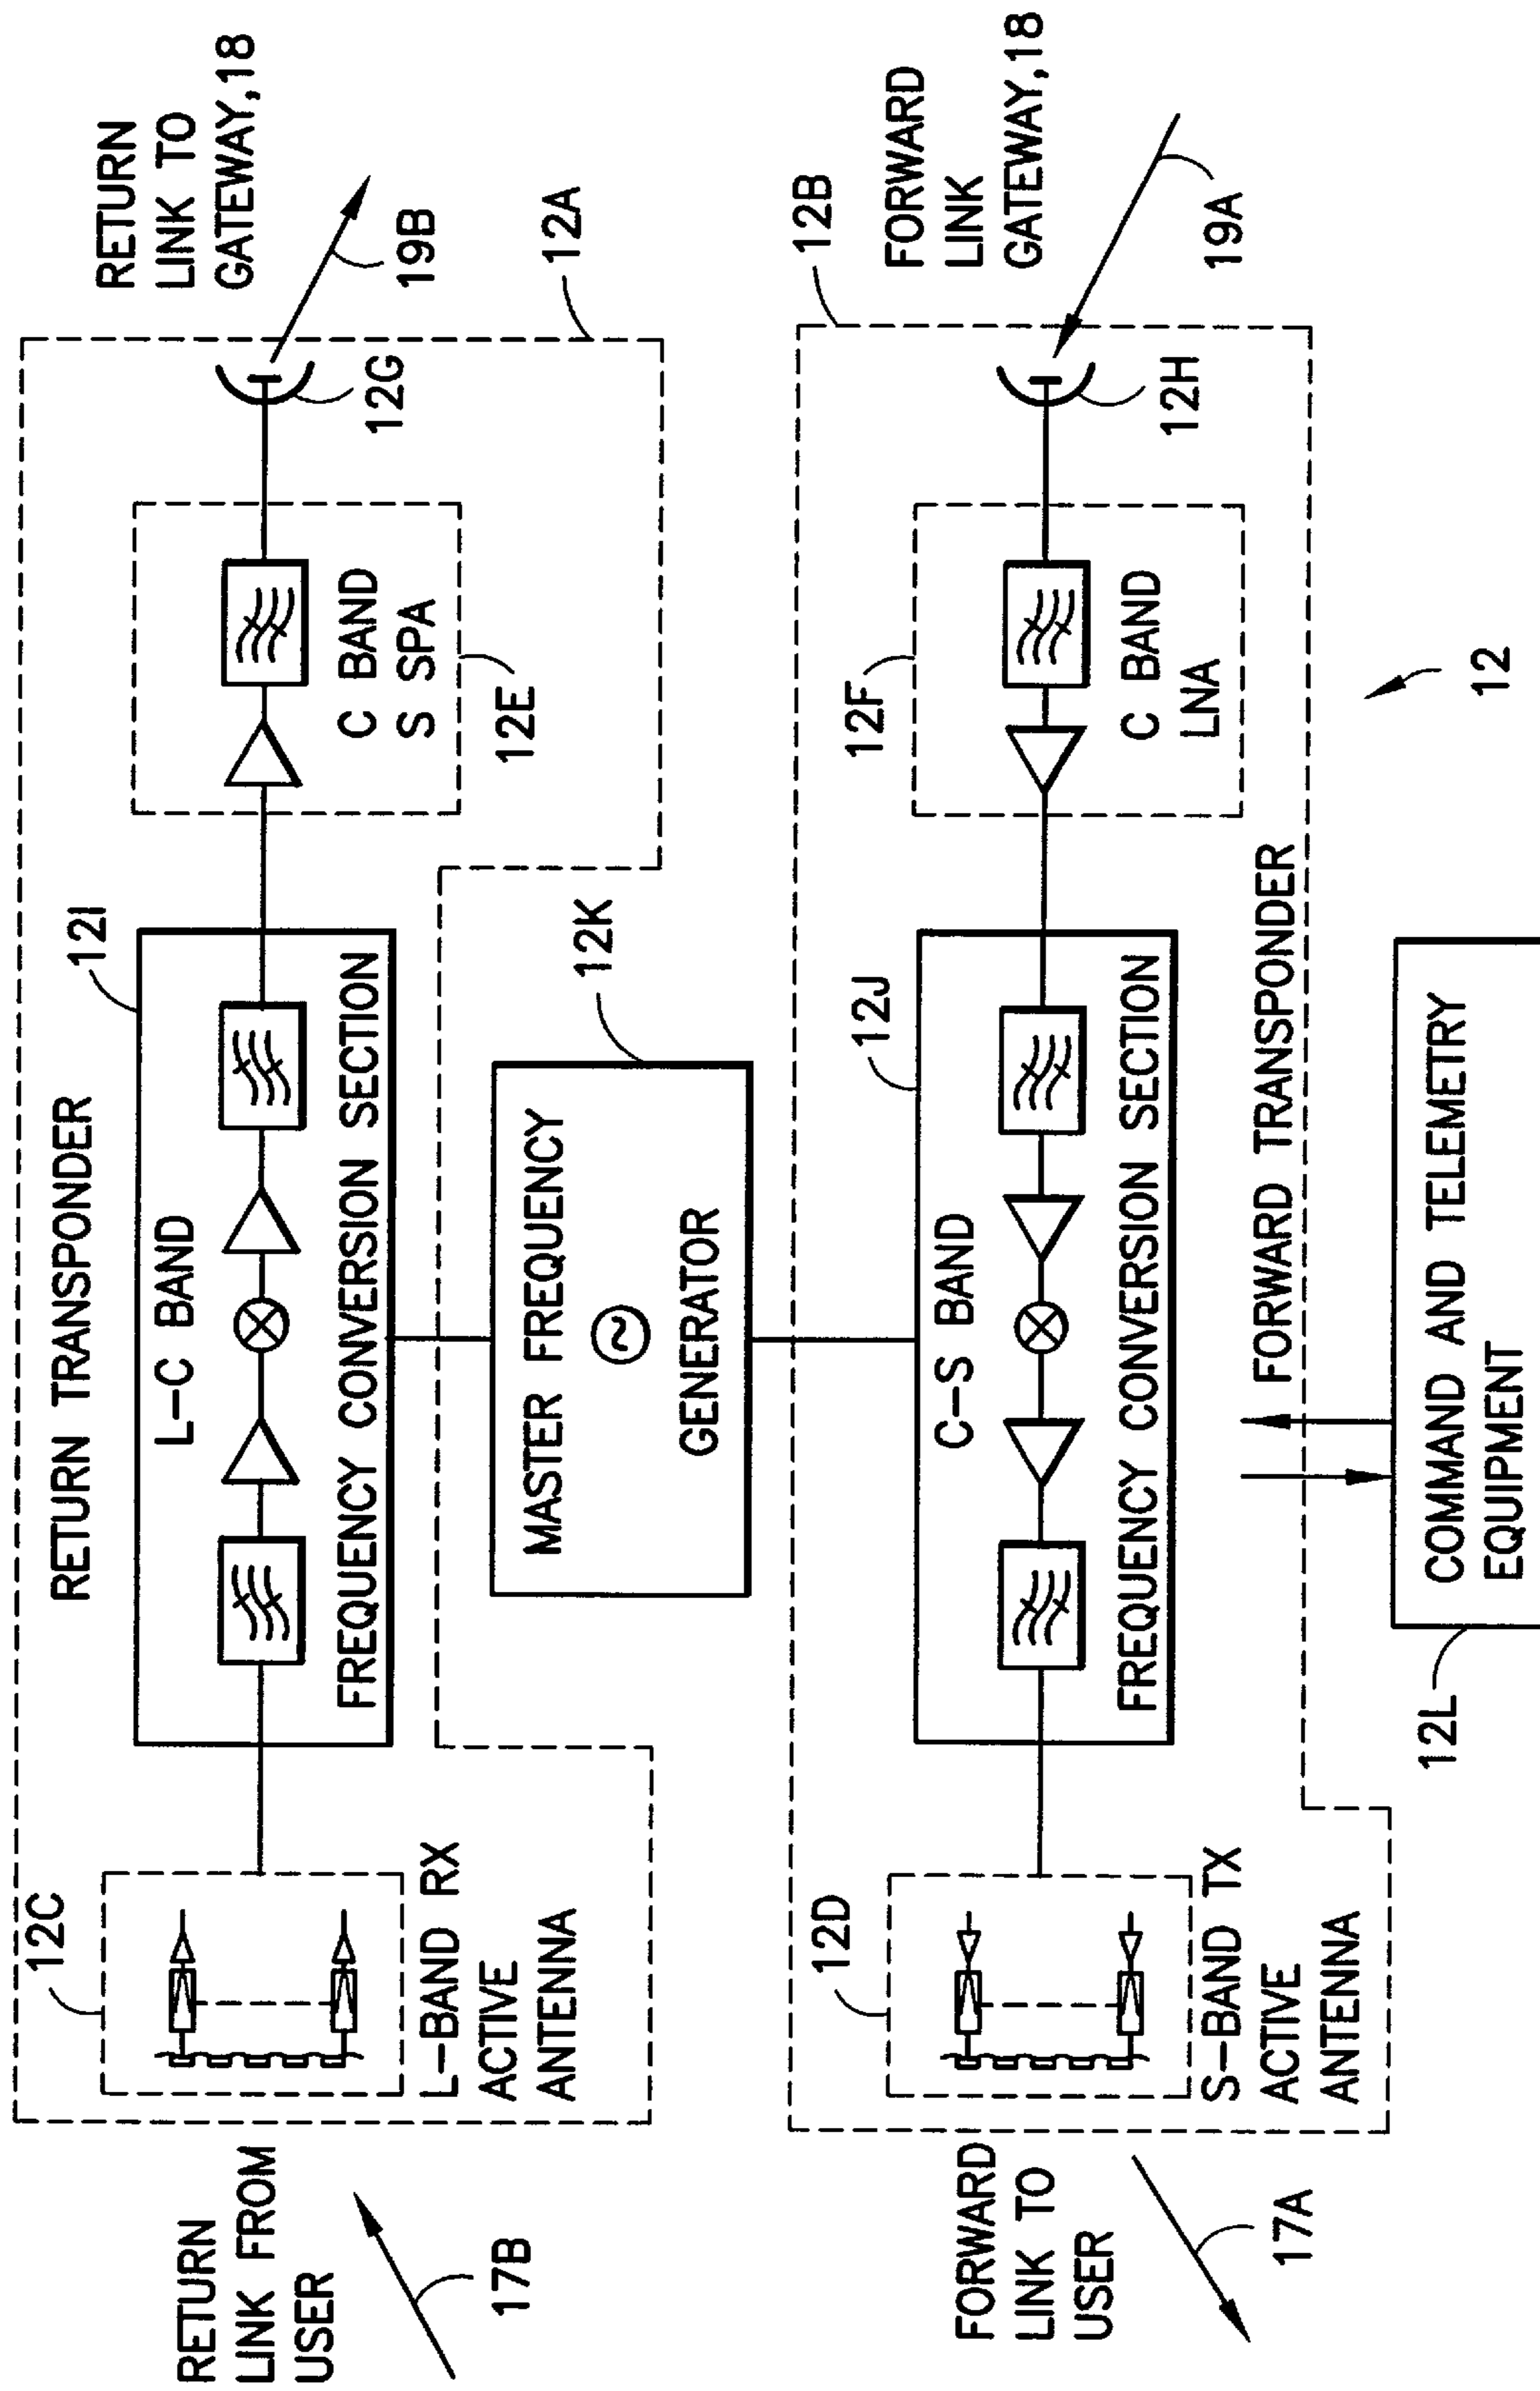 RETURN
LINK FROM
USER
17B
12C
L-BAND RX
ACTIVE
ANTENNA
RETURN TRANSPONDER
12I
L-C BAND
FREQUENCY CONVERSION SECTION
C BAND
S SPA
12E
12G
RETURN
LINK TO
GATEWAY,18
19B
12A
MASTER FREQUENCY
GENERATOR
12K
FORWARD
LINK TO
USER
17A
12D
S-BAND TX
ACTIVE
ANTENNA
12J
C-S BAND
FREQUENCY CONVERSION SECTION
FORWARD TRANSPONDER
12F
C BAND
LNA
12H
12B
FORWARD
LINK
GATEWAY,18
19A
12
12L
COMMAND AND TELEMETRY
EQUIPMENT